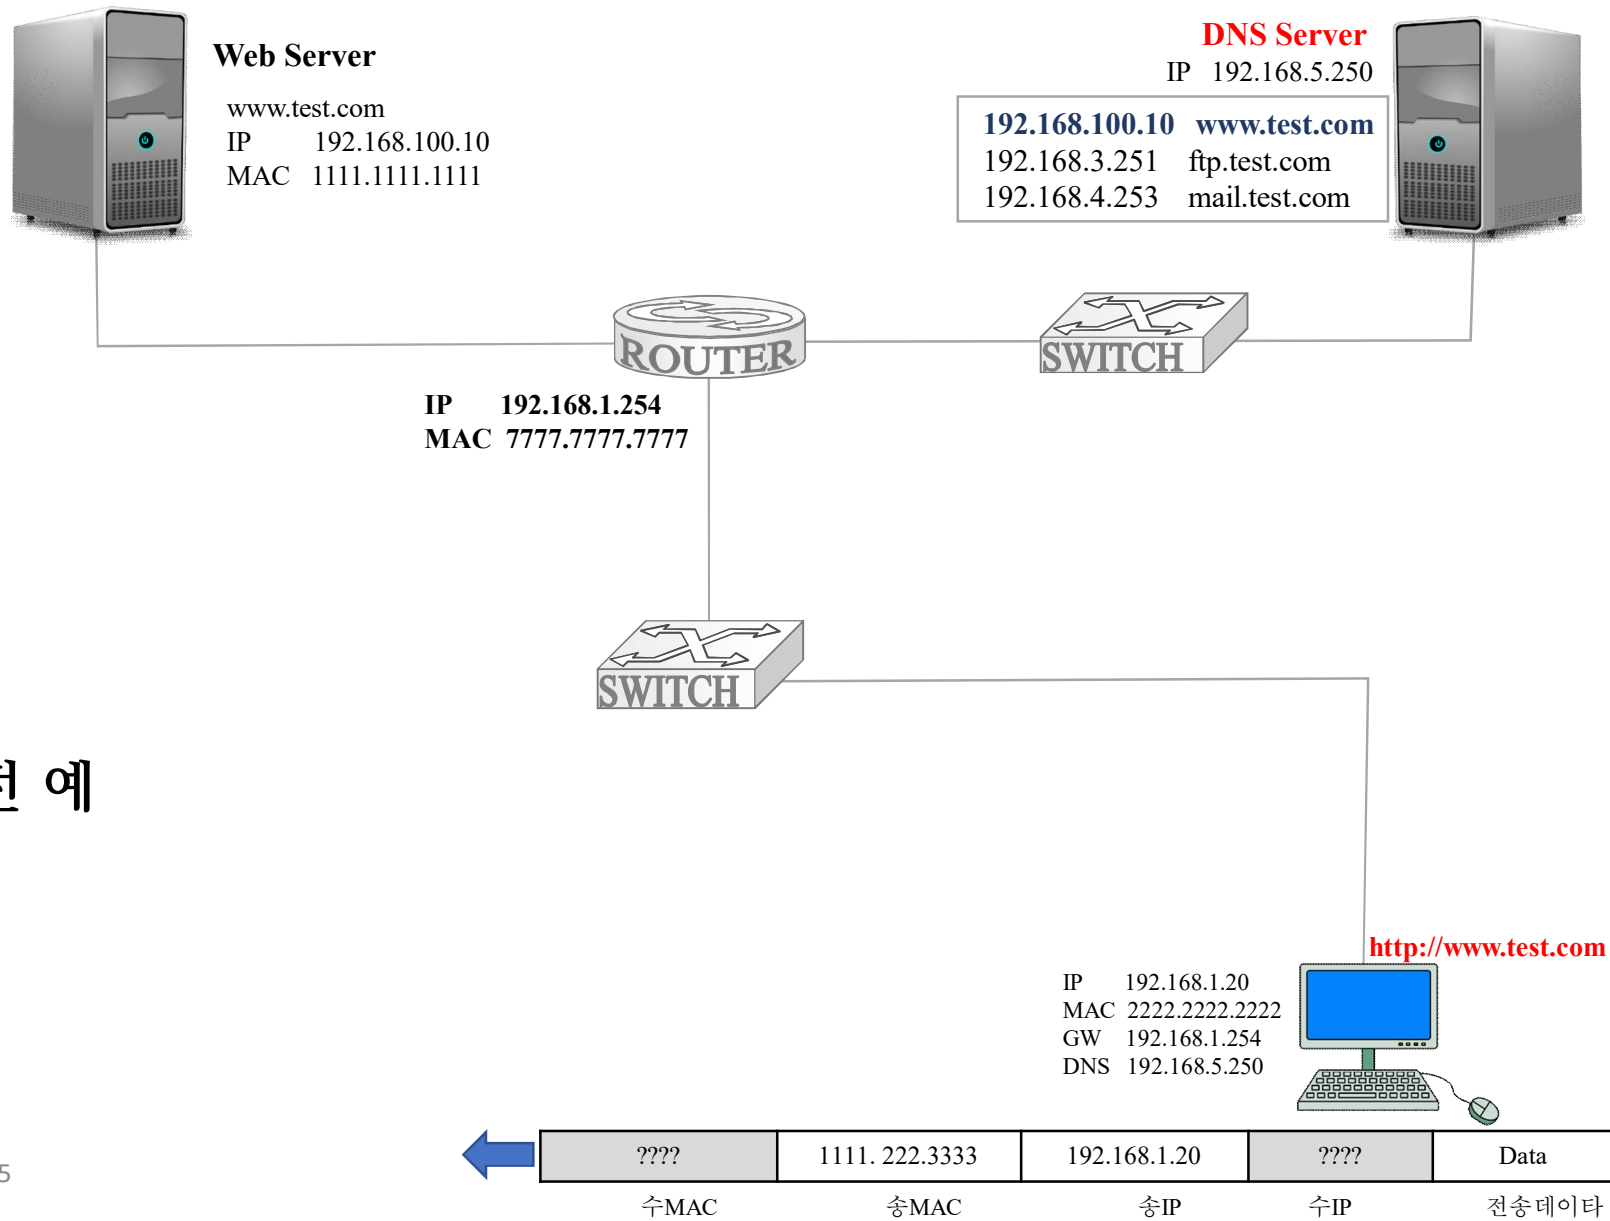 Web Server
www.test.com
IP 192.168.100.10
MAC 1111.1111.1111
DNS Server
IP 192.168.5.250
192.168.100.10 www.test.com
192.168.3.251 ftp.test.com
192.168.4.253 mail.test.com
ROUTER
SWITCH
IP 192.168.1.254
MAC 7777.7777.7777
SWITCH
예
http://www.test.com
IP 192.168.1.20
MAC 2222.2222.2222
GW 192.168.1.254
DNS 192.168.5.250
???? 1111. 222.3333 192.168.1.20 ???? Data
수MAC 송MAC 송IP 수IP 전송데이타
5